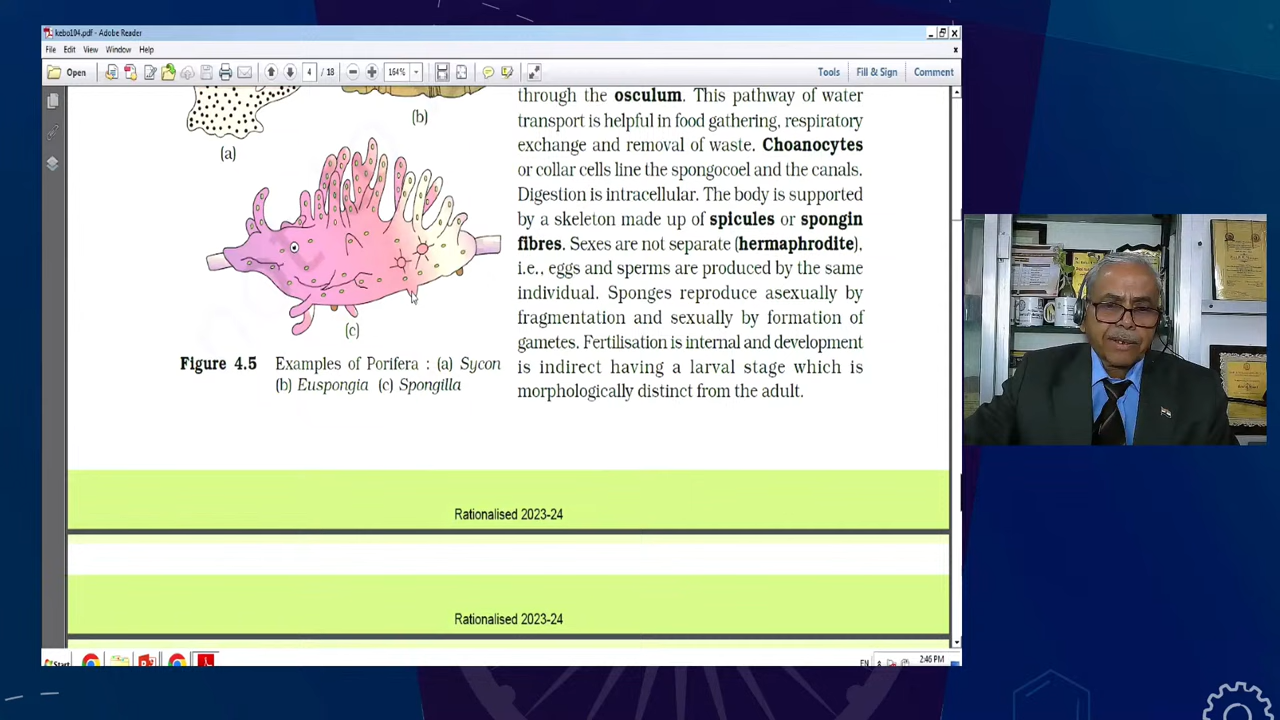 kebo104.pdf - Adobe Reader
File Edit View Window Help
Open 4 / 18 164% Tools Fill & Sign Comment
(b)
(a)
(c)
Figure 4.5 Examples of Porifera : (a) Sycon
(b) Euspongia (c) Spongilla
through the osculum. This pathway of water
transport is helpful in food gathering, respiratory
exchange and removal of waste. Choanocytes
or collar cells line the spongocoel and the canals.
Digestion is intracellular. The body is supported
by a skeleton made up of spicules or spongin
fibres. Sexes are not separate (hermaphrodite),
i.e., eggs and sperms are produced by the same
individual. Sponges reproduce asexually by
fragmentation and sexually by formation of
gametes. Fertilisation is internal and development
is indirect having a larval stage which is
morphologically distinct from the adult.
Rationalised 2023-24
Rationalised 2023-24
Start EN 2:46 PM